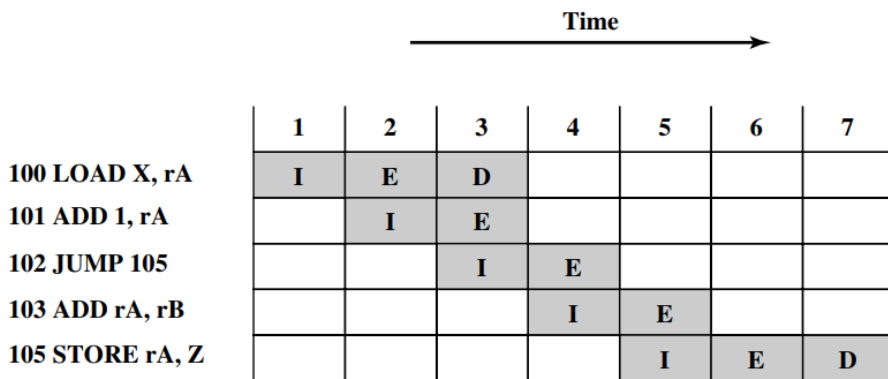 Time
1 2 3 4 5 6 7
100 LOAD X, rA I E D
101 ADD 1, rA I E
102 JUMP 105 I E
103 ADD rA, rB I E
105 STORE rA, Z I E D